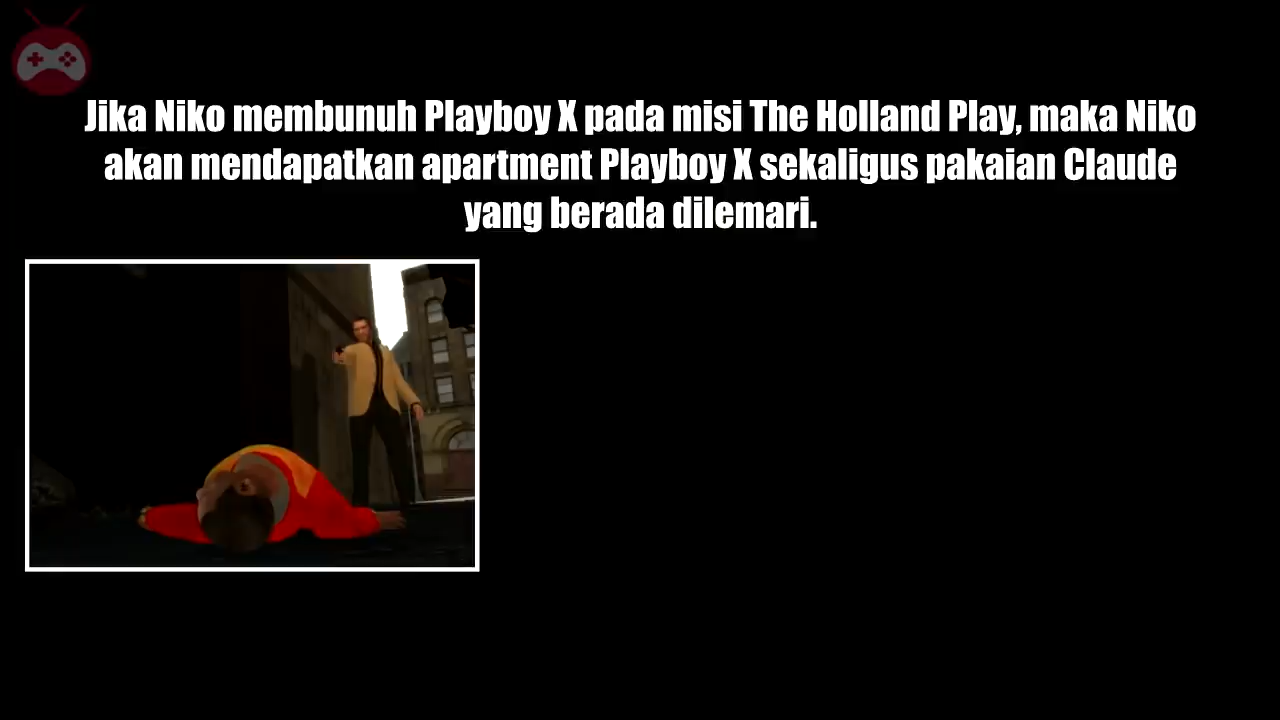 Jika Niko membunuh Playboy X pada misi The Holland Play, maka Niko
akan mendapatkan apartment Playboy X sekaligus pakaian Claude
yang berada dilemari.